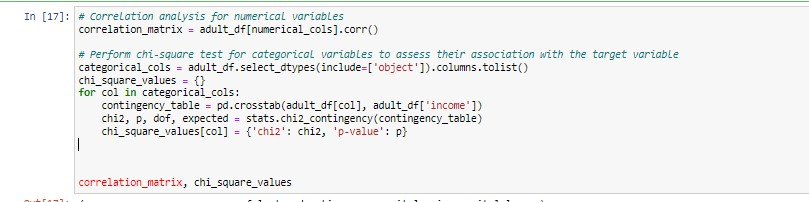 In [17]: # Correlation analysis for numerical variables
correlation_matrix = adult_df[numerical_cols].corr()
# Perform chi-square test for categorical variables to assess their association with the target variable
categorical_cols = adult_df.select_dtypes(include=['object']).columns.tolist()
chi_square_values = {}
for col in categorical_cols:
    contingency_table = pd.crosstab(adult_df[col], adult_df['income'])
    chi2, p, dof, expected = stats.chi2_contingency(contingency_table)
    chi_square_values[col] = {'chi2': chi2, 'p-value': p}
correlation_matrix, chi_square_values